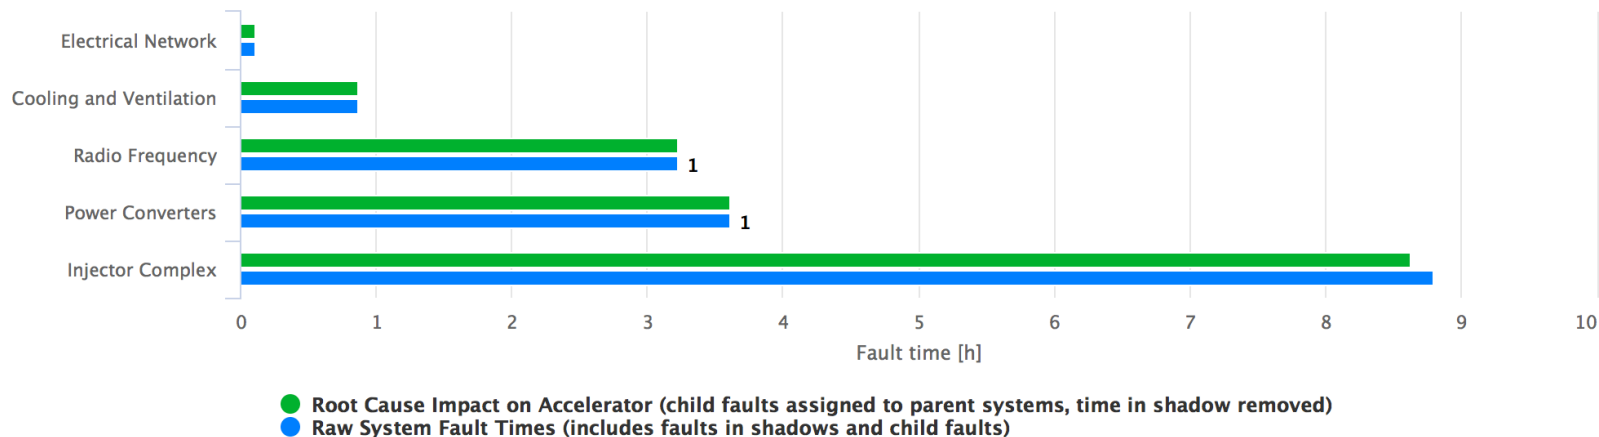 Electrical Network
Cooling and Ventilation
Radio Frequency
1
Power Converters
1
Injector Complex
0 1 2 3 4 5 6 7 8 9 10
Fault time [h]
Root Cause Impact on Accelerator (child faults assigned to parent systems, time in shadow removed)
Raw System Fault Times (includes faults in shadows and child faults)